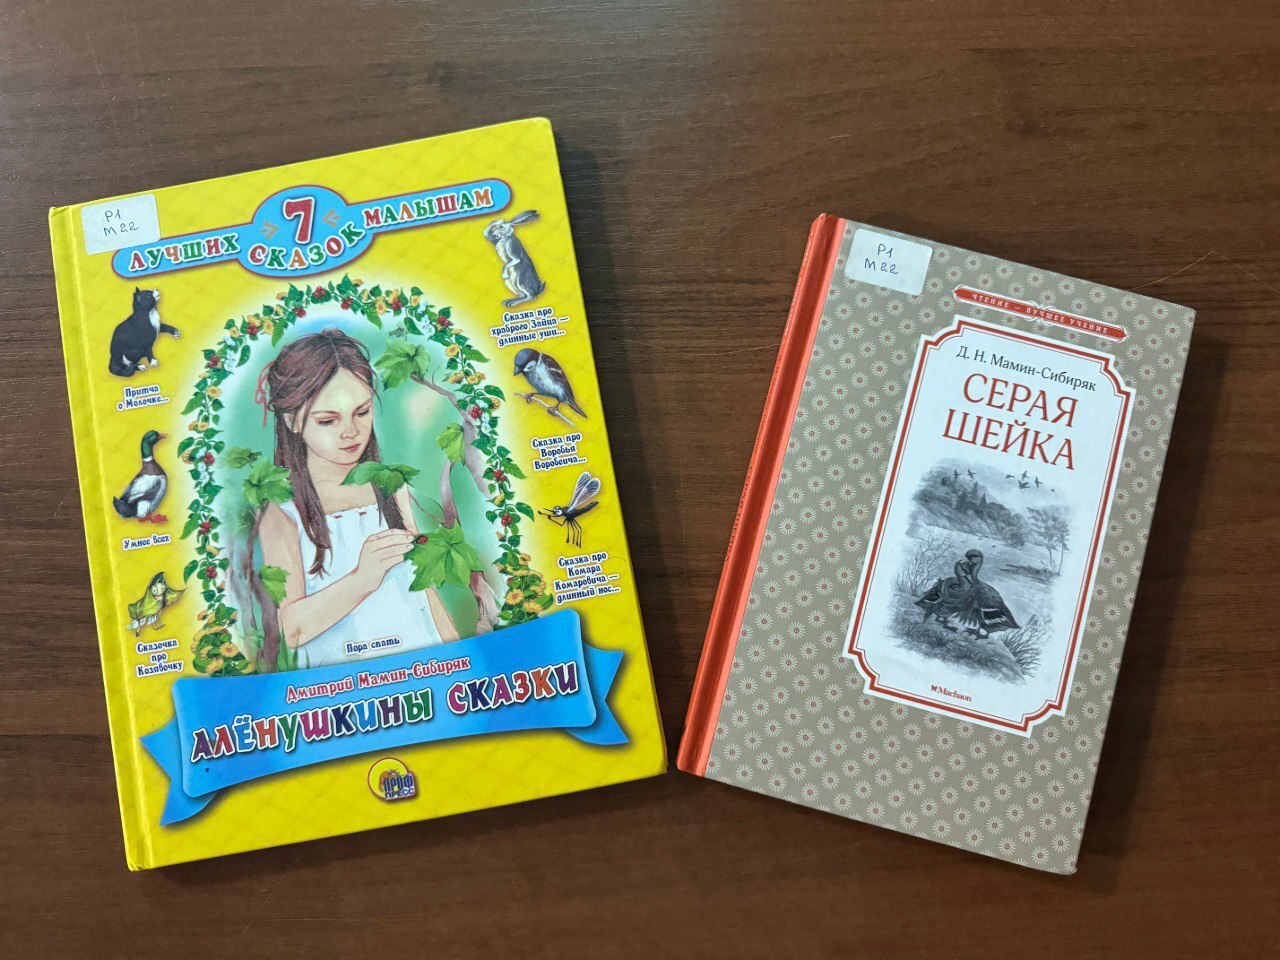 Р1
М22
7
ЛУЧШИХ СКАЗОК МАЛЫШАМ
Притча
о Молочке...
Умнее всех
Сказочка
про
Козявочку
Сказка про
храброго Зайца —
длинные уши...
Сказка про
Воробья
Воробеича...
Сказка про
Комара
Комаровича —
длинный нос...
Пора спать
Дмитрий Мамин-Сибиряк
АЛЁНУШКИНЫ СКАЗКИ
ПРОФ
ПРЕСС
Р1
М22
ЧТЕНИЕ — ЛУЧШЕЕ УЧЕНИЕ
Д. Н. Мамин-Сибиряк
СЕРАЯ
ШЕЙКА
Machaon